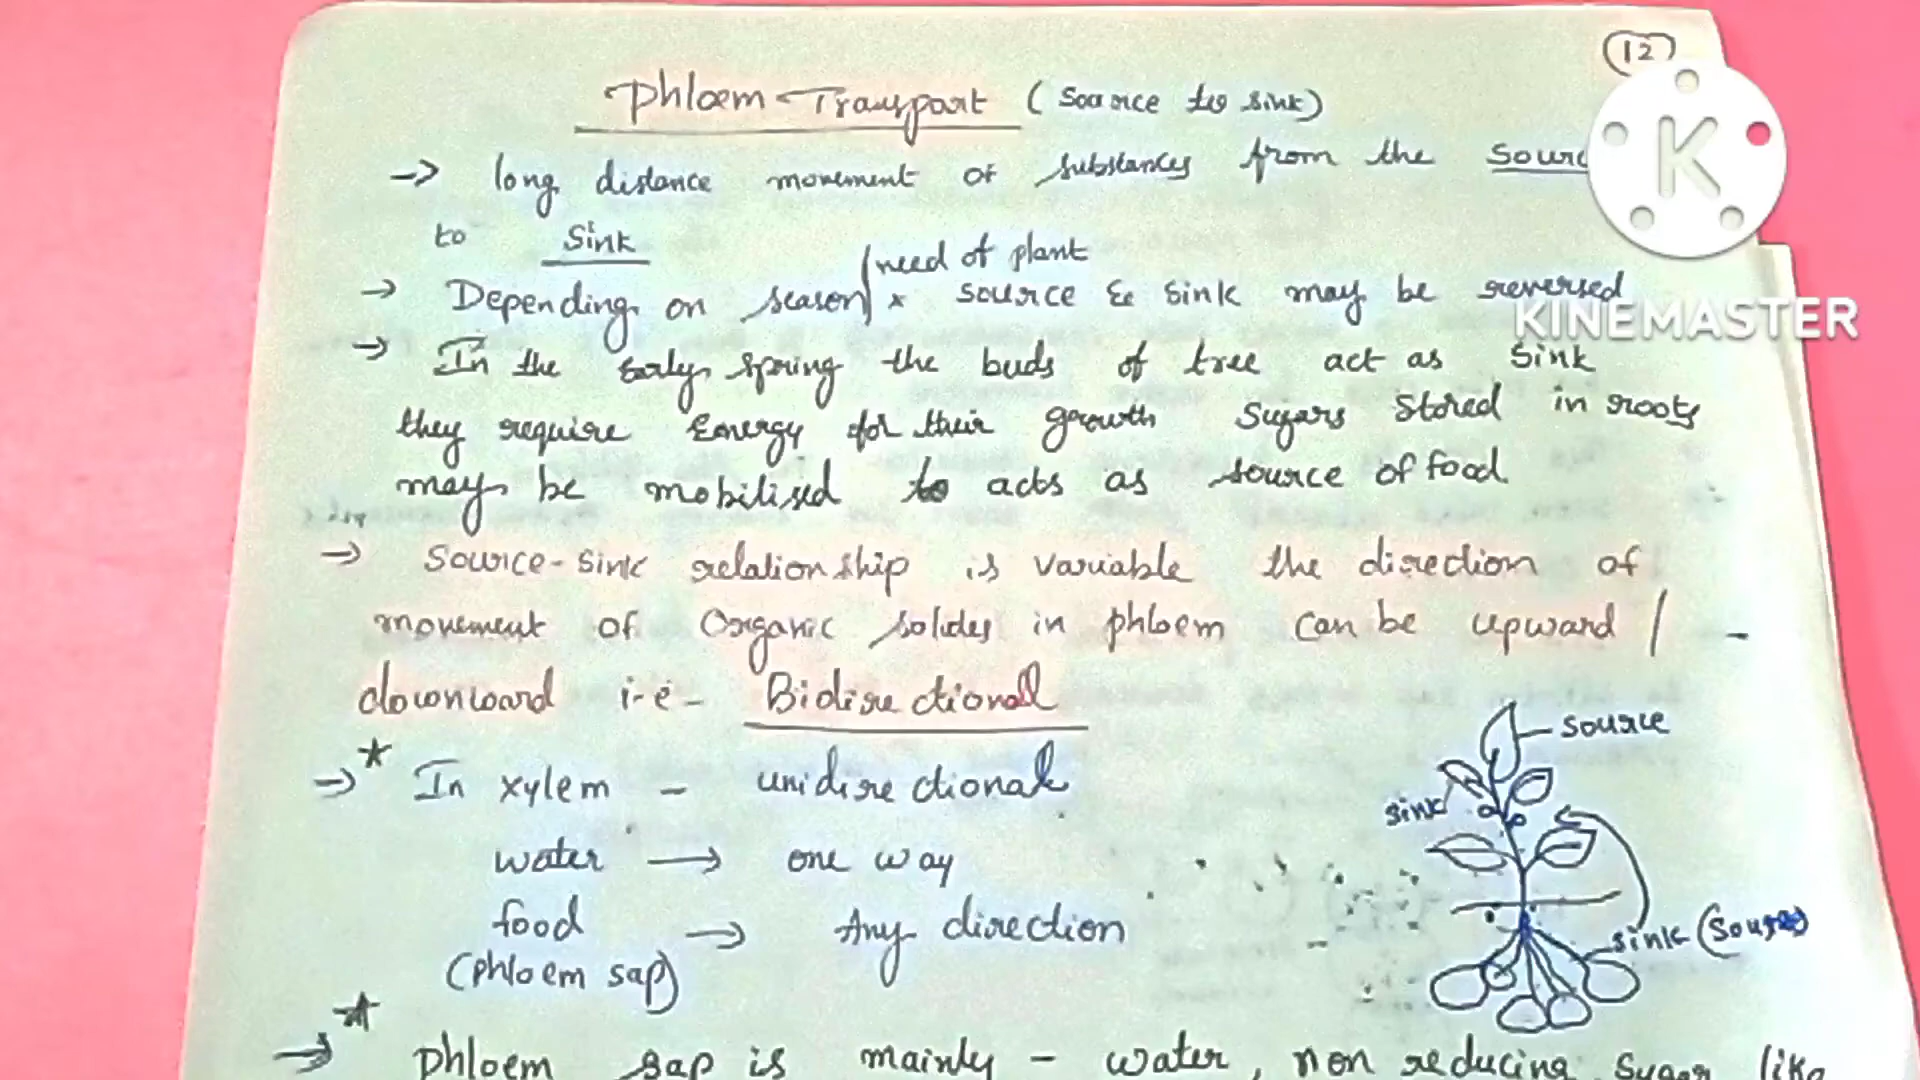 12
Phloem Transport (source to sink)
→ long distance movement of substances from the sourc
to sink
need of plant
→ Depending on season/ x source & sink may be reversed
→ In the Early spring the buds of tree act as sink
they require Energy for their growth sugars stored in roots
may be mobilised to acts as source of food
→ Source-sink relationship is variable the direction of
movement of Organic solutes in phloem can be upward / -
downward i-e- Bidirectional
→* In xylem - unidirectional
water → one way
food → Any direction
(phloem sap)
→* phloem sap is mainly - water, non reducing sugar like
source
sink
sink (Source)
K
KINEMASTER